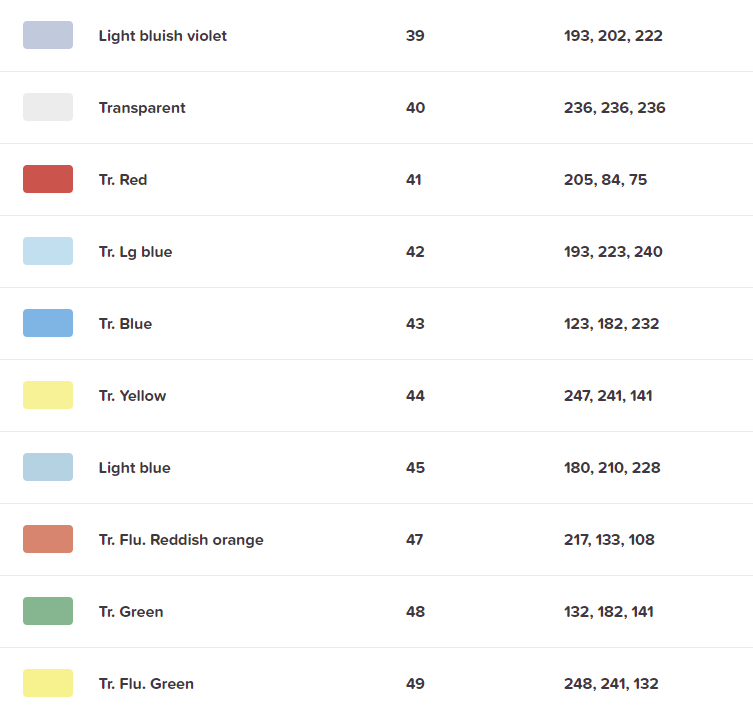 Light bluish violet 39 193, 202, 222
Transparent 40 236, 236, 236
Tr. Red 41 205, 84, 75
Tr. Lg blue 42 193, 223, 240
Tr. Blue 43 123, 182, 232
Tr. Yellow 44 247, 241, 141
Light blue 45 180, 210, 228
Tr. Flu. Reddish orange 47 217, 133, 108
Tr. Green 48 132, 182, 141
Tr. Flu. Green 49 248, 241, 132